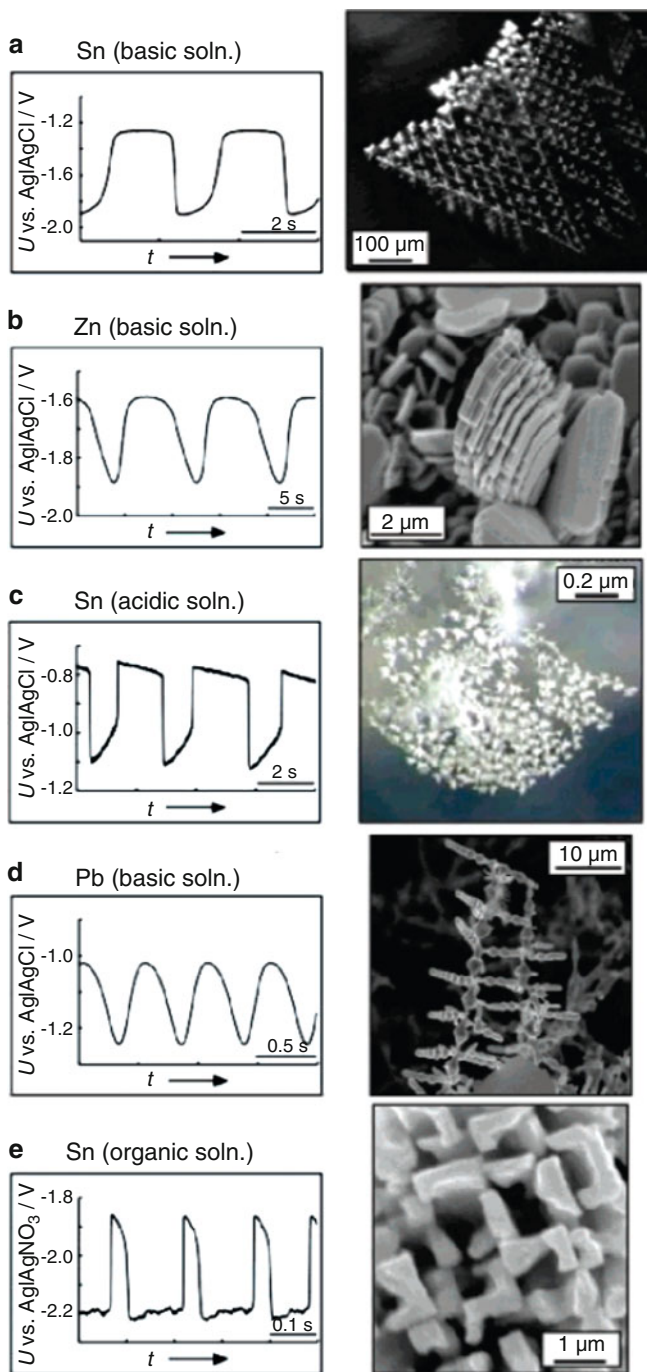 a
Sn (basic soln.)
U vs. Ag|AgCl / V
-1.2
-1.6
-2.0
2 s
t
100 µm
b
Zn (basic soln.)
U vs. Ag|AgCl / V
-1.6
-1.8
-2.0
5 s
t
2 µm
c
Sn (acidic soln.)
U vs. Ag|AgCl / V
-0.8
-1.0
-1.2
2 s
t
0.2 µm
d
Pb (basic soln.)
U vs. Ag|AgCl / V
-1.0
-1.2
0.5 s
t
10 µm
e
Sn (organic soln.)
U vs. Ag|AgNO₃ / V
-1.8
-2.0
-2.2
0.1 s
t
1 µm